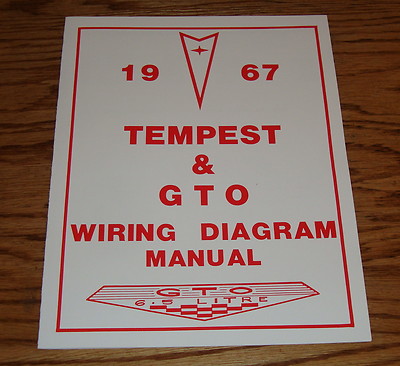 19 67
TEMPEST
&
GTO
WIRING DIAGRAM
MANUAL
GTO
6.5 LITRE